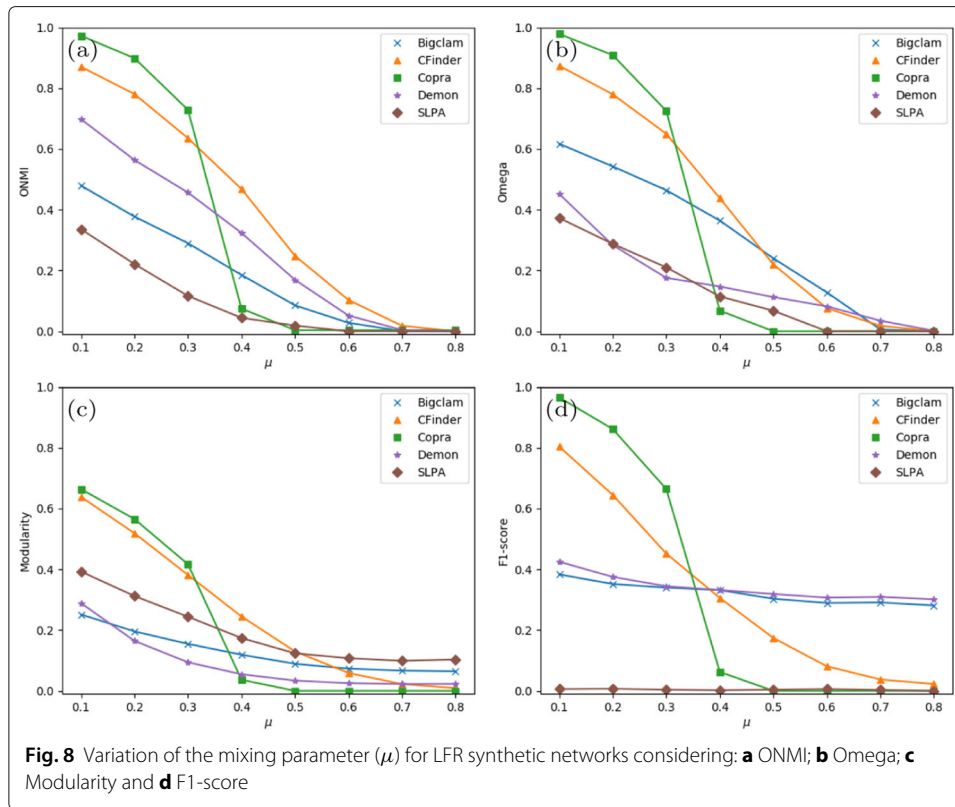 (a)
1.0
0.8
0.6
0.4
0.2
0.0
ONMI
0.1 0.2 0.3 0.4 0.5 0.6 0.7 0.8
μ
Bigclam
CFinder
Copra
Demon
SLPA
(b)
1.0
0.8
0.6
0.4
0.2
0.0
Omega
0.1 0.2 0.3 0.4 0.5 0.6 0.7 0.8
μ
Bigclam
CFinder
Copra
Demon
SLPA
(c)
1.0
0.8
0.6
0.4
0.2
0.0
Modularity
0.1 0.2 0.3 0.4 0.5 0.6 0.7 0.8
μ
Bigclam
CFinder
Copra
Demon
SLPA
(d)
1.0
0.8
0.6
0.4
0.2
0.0
F1-score
0.1 0.2 0.3 0.4 0.5 0.6 0.7 0.8
μ
Bigclam
CFinder
Copra
Demon
SLPA
Fig. 8 Variation of the mixing parameter (μ) for LFR synthetic networks considering: a ONMI; b Omega; c
Modularity and d F1-score